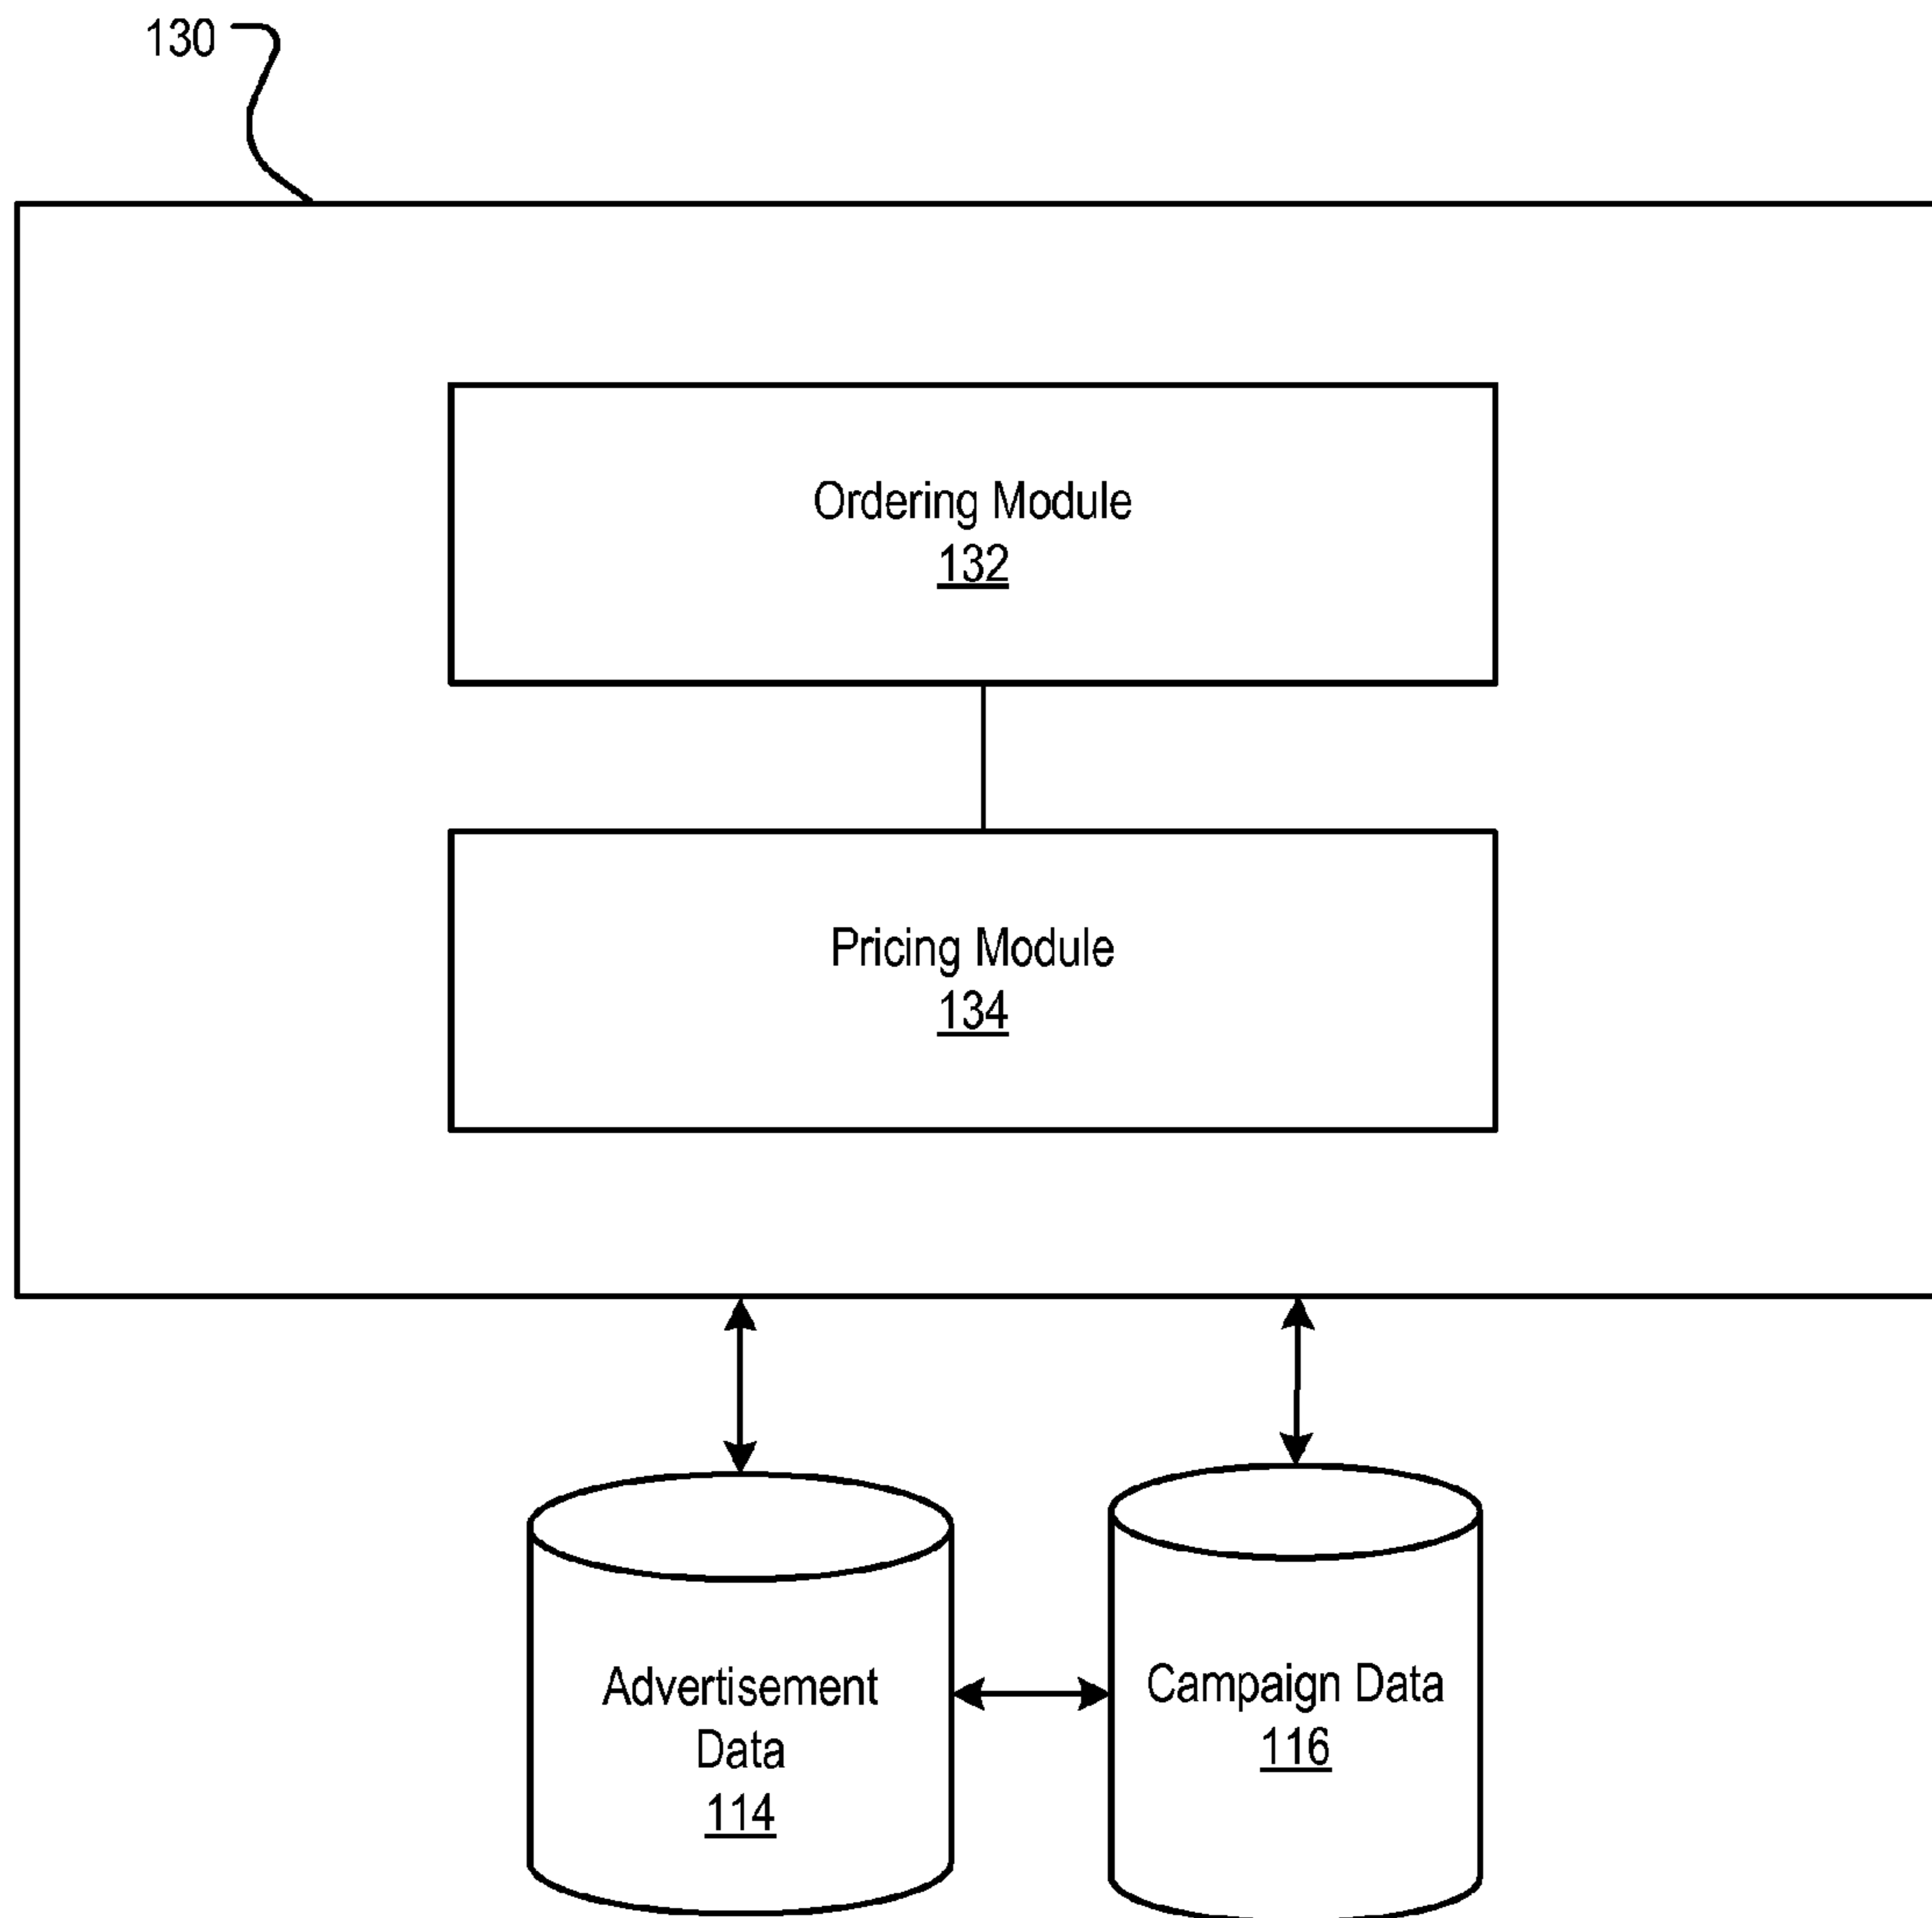 130
Ordering Module
132
Pricing Module
134
Advertisement
Data
114
Campaign Data
116